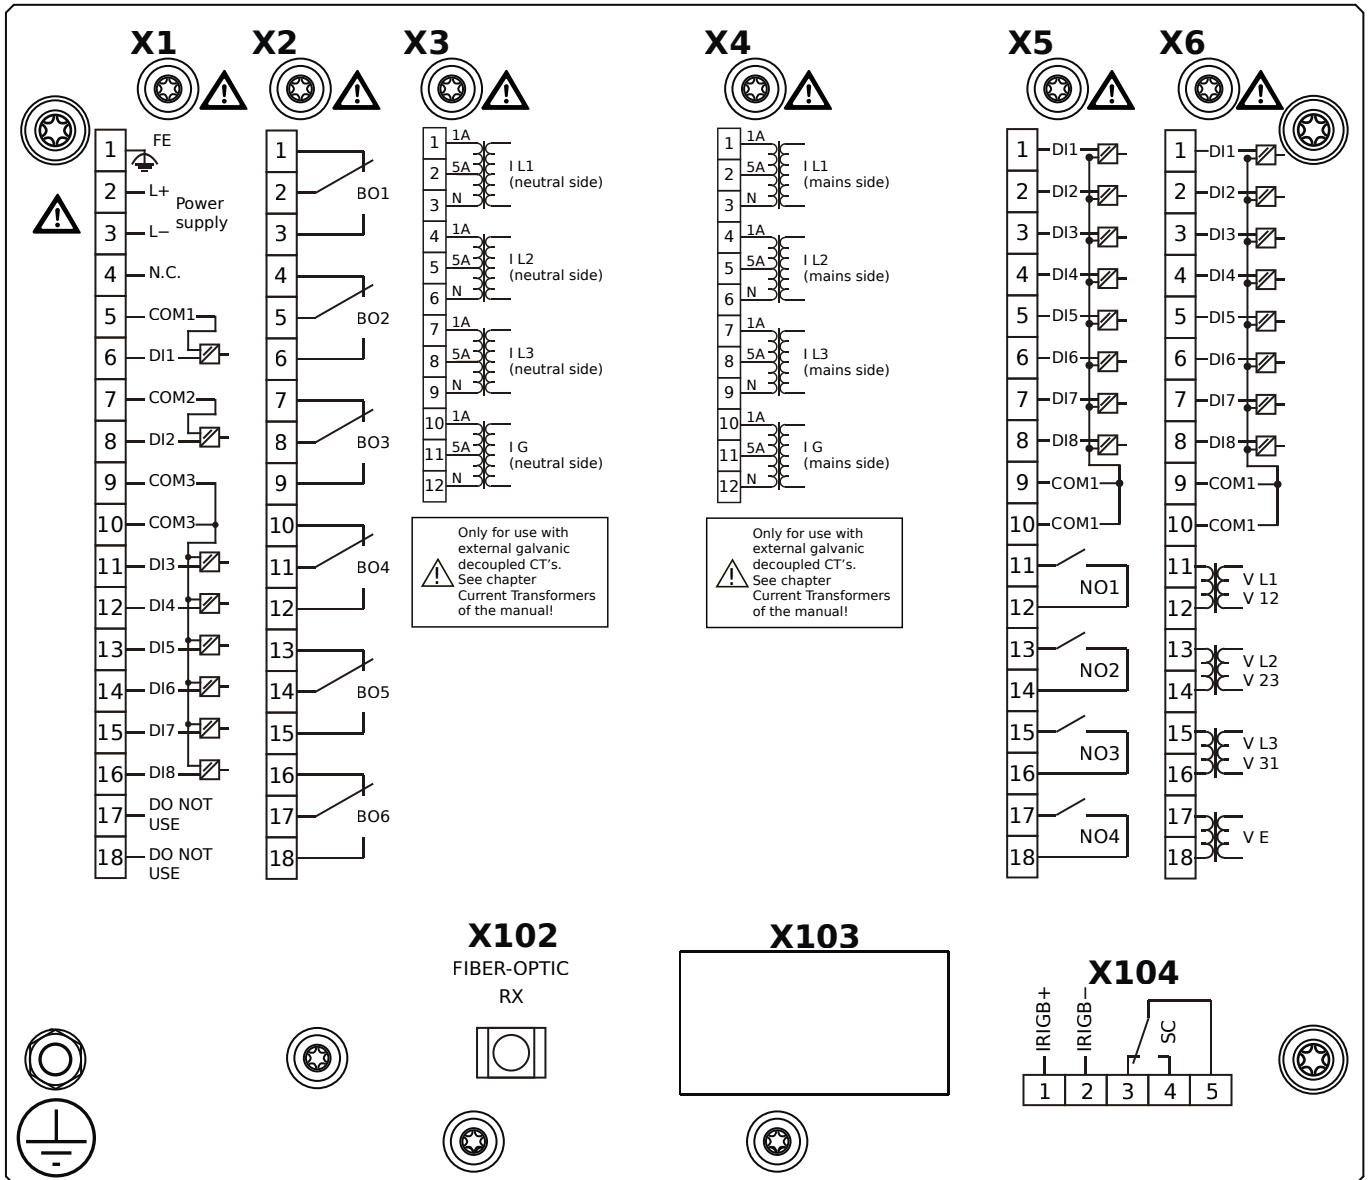 X1
X2
X3
X4
X5
X6
1
FE
2
L+
Power
supply
3
L−
4
N.C.
5
COM1
6
DI1
7
COM2
8
DI2
9
COM3
10
COM3
11
DI3
12
DI4
13
DI5
14
DI6
15
DI7
16
DI8
17
DO NOT
USE
18
DO NOT
USE
1
2
BO1
3
4
5
BO2
6
7
8
BO3
9
10
11
BO4
12
13
14
BO5
15
16
17
BO6
18
1
1A
2
5A
I L1
(neutral side)
3
N
4
1A
5
5A
I L2
(neutral side)
6
N
7
1A
8
5A
I L3
(neutral side)
9
N
10
1A
11
5A
I G
(neutral side)
12
N
Only for use with
external galvanic
decoupled CT’s.
See chapter
Current Transformers
of the manual!
1
1A
2
5A
I L1
(mains side)
3
N
4
1A
5
5A
I L2
(mains side)
6
N
7
1A
8
5A
I L3
(mains side)
9
N
10
1A
11
5A
I G
(mains side)
12
N
Only for use with
external galvanic
decoupled CT’s.
See chapter
Current Transformers
of the manual!
1
DI1
2
DI2
3
DI3
4
DI4
5
DI5
6
DI6
7
DI7
8
DI8
9
COM1
10
COM1
11
NO1
12
13
NO2
14
15
NO3
16
17
NO4
18
1
DI1
2
DI2
3
DI3
4
DI4
5
DI5
6
DI6
7
DI7
8
DI8
9
COM1
10
COM1
11
V L1
V 12
12
13
V L2
V 23
14
15
V L3
V 31
16
17
V E
18
X102
FIBER-OPTIC
RX
X103
X104
IRIGB+
IRIGB−
SC
1 2 3 4 5